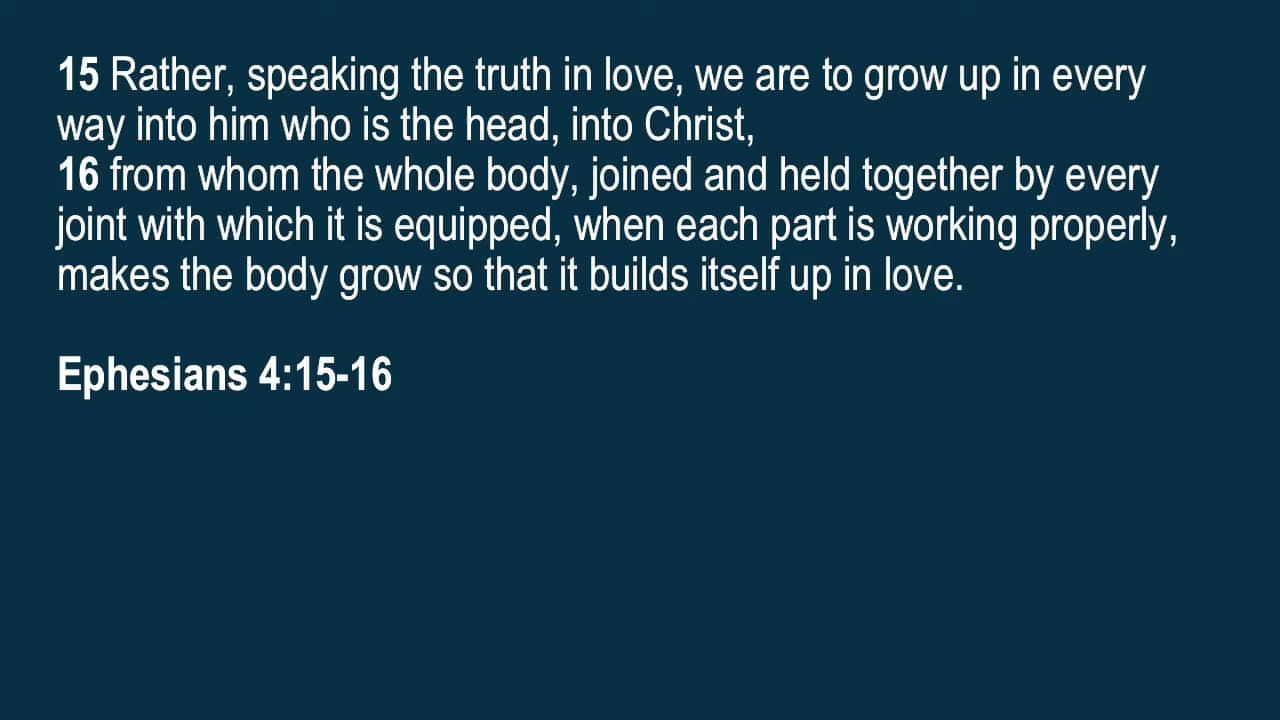 15 Rather, speaking the truth in love, we are to grow up in every
way into him who is the head, into Christ,
16 from whom the whole body, joined and held together by every
joint with which it is equipped, when each part is working properly,
makes the body grow so that it builds itself up in love.
Ephesians 4:15-16